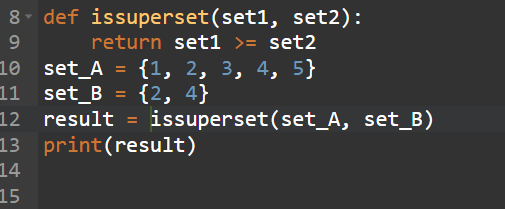 8 def issuperset(set1, set2):
9     return set1 >= set2
10 set_A = {1, 2, 3, 4, 5}
11 set_B = {2, 4}
12 result = issuperset(set_A, set_B)
13 print(result)
14
15